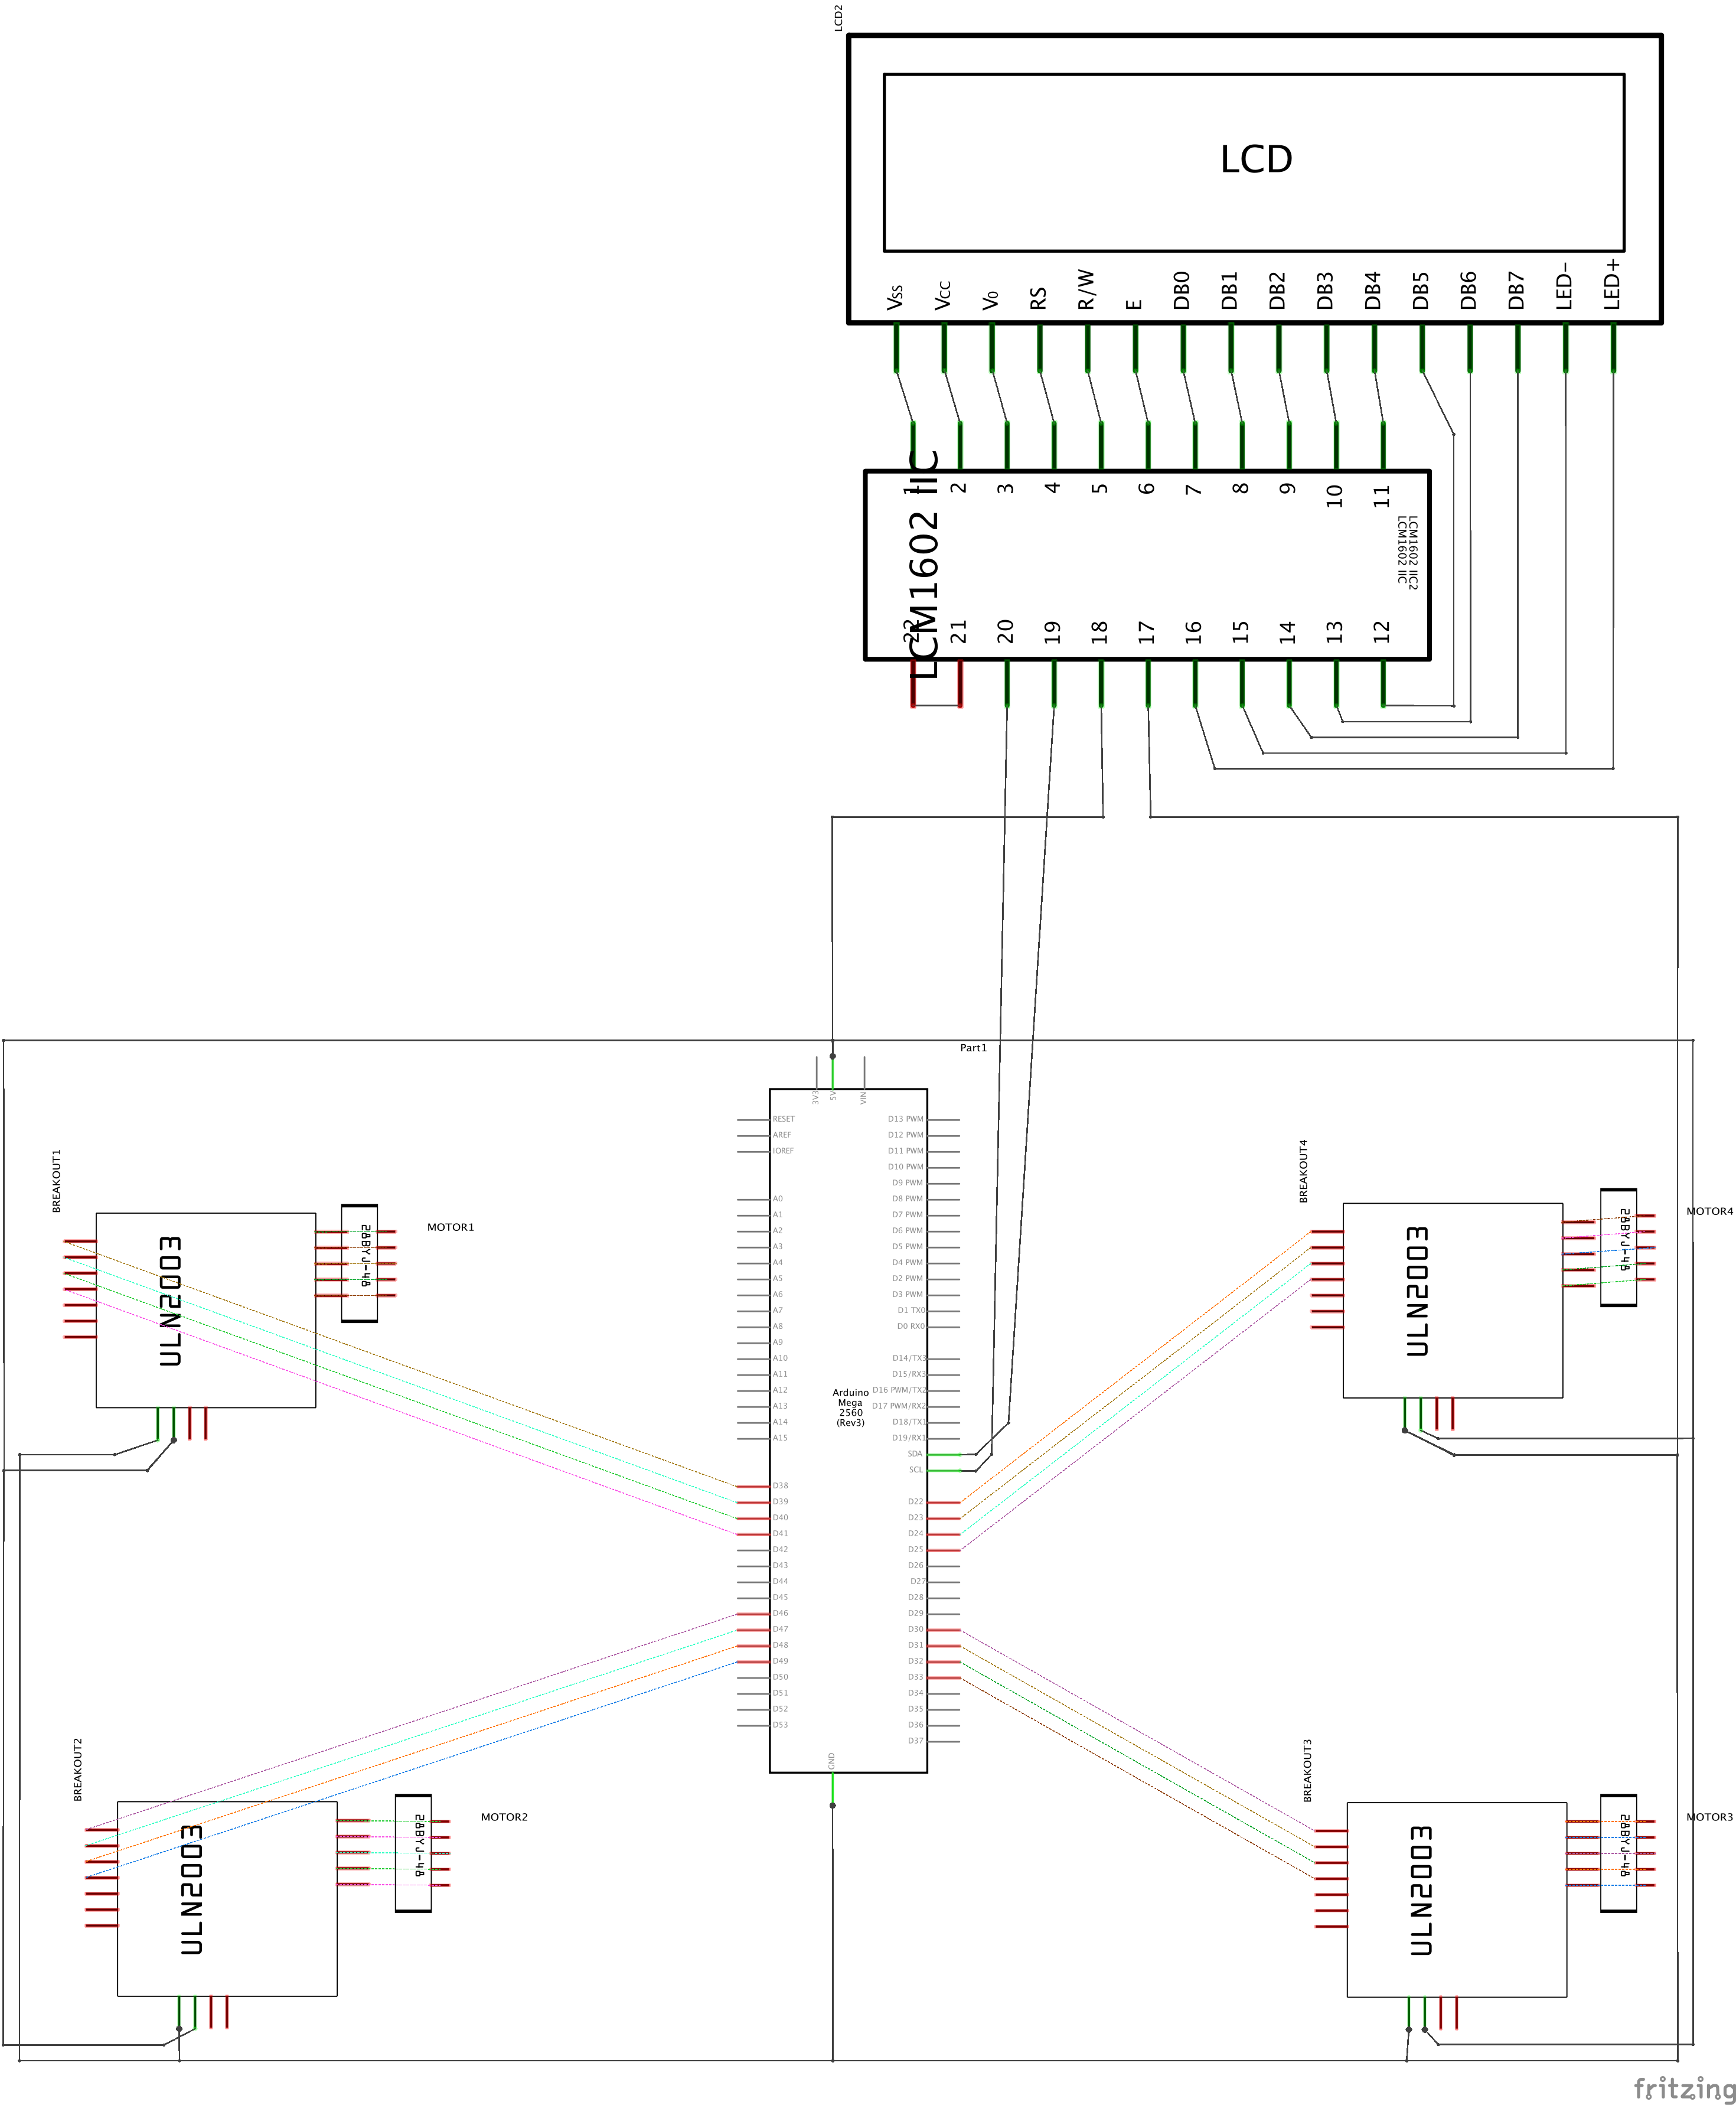 LCD2
LCD
VSS
VCC
V0
RS
R/W
E
DB0
DB1
DB2
DB3
DB4
DB5
DB6
DB7
LED-
LED+
1
2
3
4
5
6
7
8
9
10
11
LCM1602 IIC
LCM1602 IIC2
LCM1602 IIC
22
21
20
19
18
17
16
15
14
13
12
Part1
3V3
5V
VIN
RESET
AREF
IOREF
A0
A1
A2
A3
A4
A5
A6
A7
A8
A9
A10
A11
A12
A13
A14
A15
D38
D39
D40
D41
D42
D43
D44
D45
D46
D47
D48
D49
D50
D51
D52
D53
Arduino
Mega
2560
(Rev3)
D13 PWM
D12 PWM
D11 PWM
D10 PWM
D9 PWM
D8 PWM
D7 PWM
D6 PWM
D5 PWM
D4 PWM
D2 PWM
D3 PWM
D1 TX0
D0 RX0
D14/TX3
D15/RX3
D16 PWM/TX2
D17 PWM/RX2
D18/TX1
D19/RX1
SDA
SCL
D22
D23
D24
D25
D26
D27
D28
D29
D30
D31
D32
D33
D34
D35
D36
D37
GND
BREAKOUT1
ULN2003
28BYJ-48
MOTOR1
BREAKOUT4
ULN2003
28BYJ-48
MOTOR4
BREAKOUT2
ULN2003
28BYJ-48
MOTOR2
BREAKOUT3
ULN2003
28BYJ-48
MOTOR3
fritzing